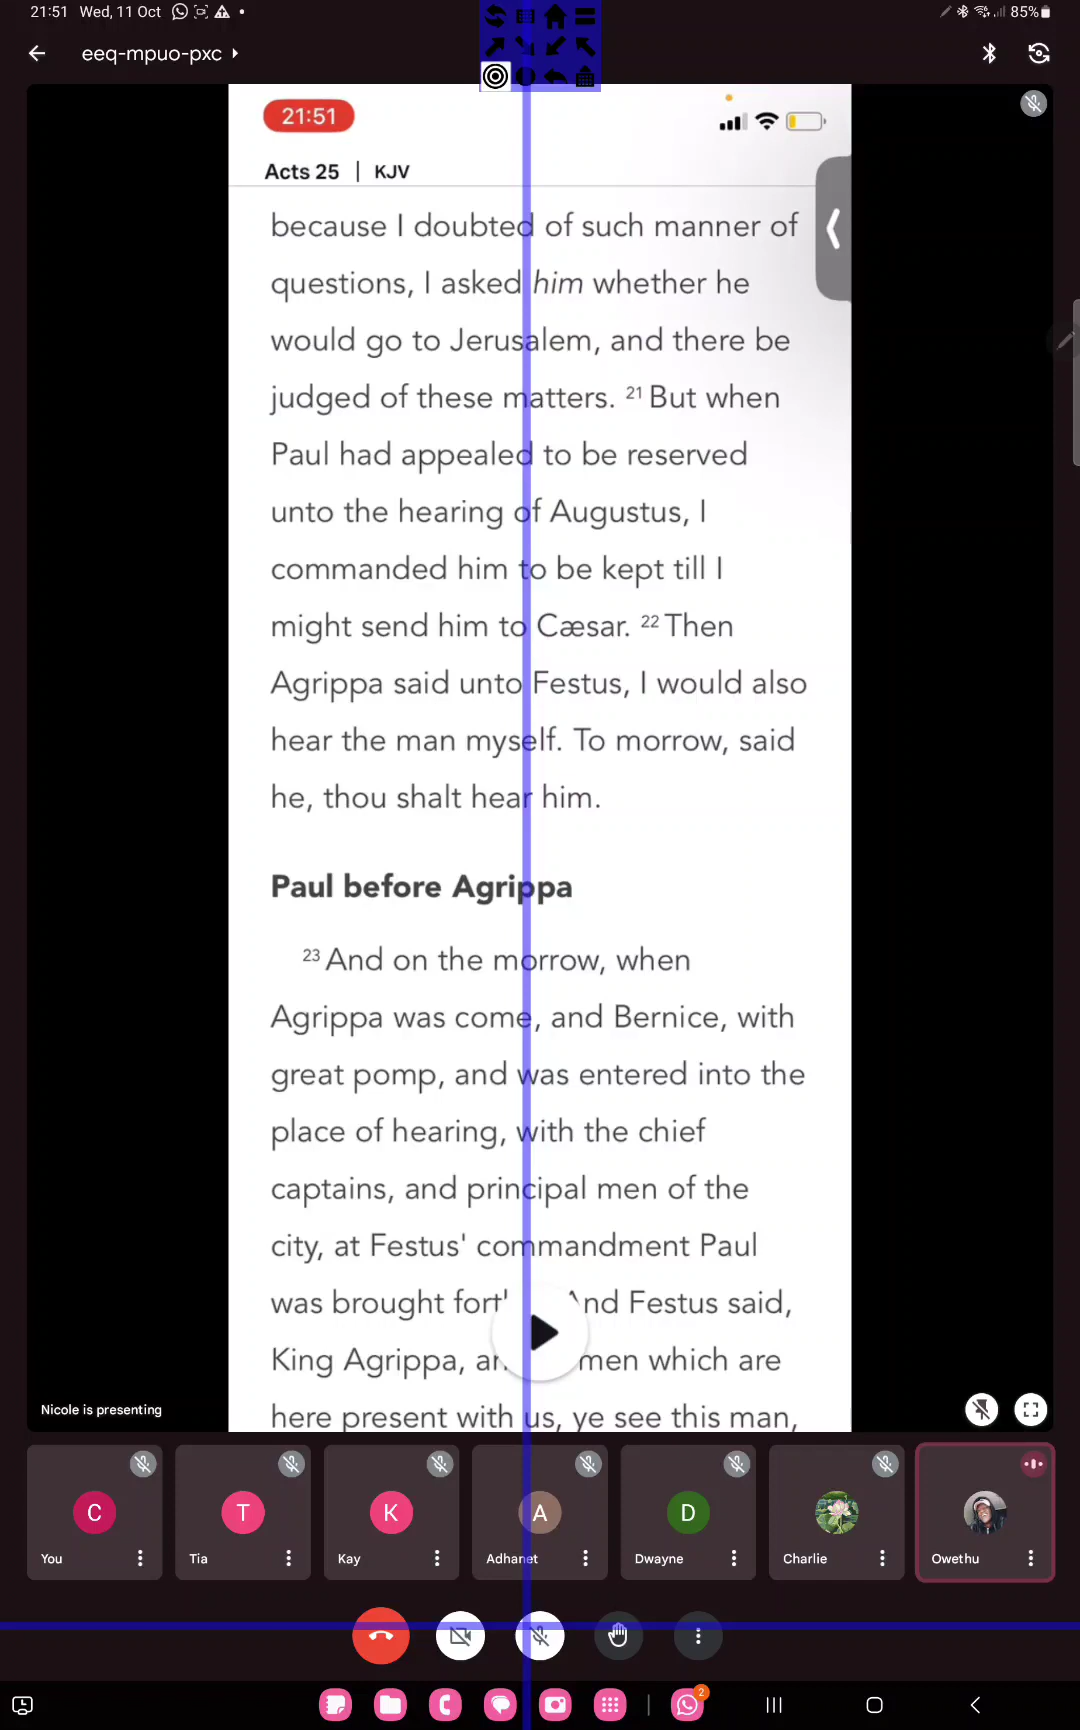 21:51 Wed, 11 Oct
85%
eeq-mpuo-pxc
21:51
Acts 25 | KJV
because I doubted of such manner of
questions, I asked him whether he
would go to Jerusalem, and there be
judged of these matters. 21 But when
Paul had appealed to be reserved
unto the hearing of Augustus, I
commanded him to be kept till I
might send him to Cæsar. 22 Then
Agrippa said unto Festus, I would also
hear the man myself. To morrow, said
he, thou shalt hear him.
Paul before Agrippa
23 And on the morrow, when
Agrippa was come, and Bernice, with
great pomp, and was entered into the
place of hearing, with the chief
captains, and principal men of the
city, at Festus' commandment Paul
was brought And Festus said,
King Agrippa, men which are
here present with us, ye see this man,
Nicole is presenting
C
T
K
A
D
You
Tia
Kay
Adhanet
Dwayne
Charlie
Owethu
2